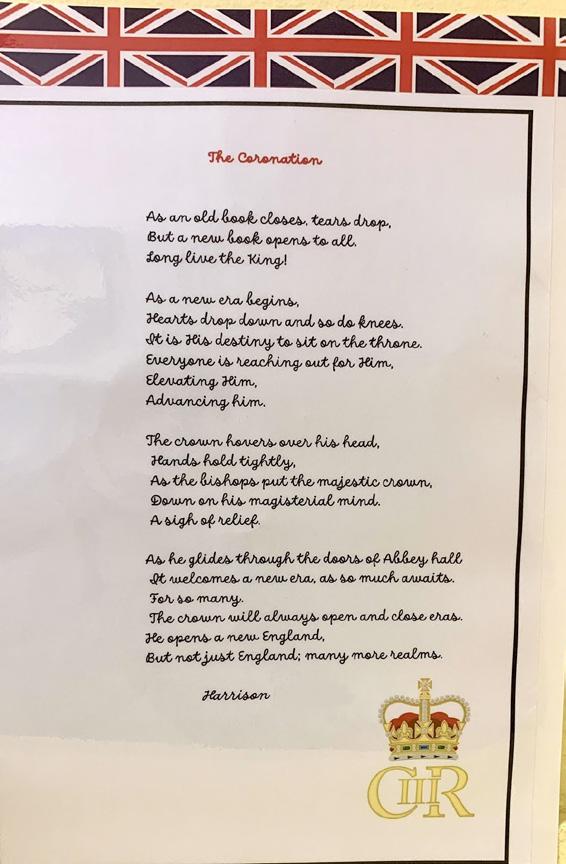 The Coronation
As an old book closes, tears drop,
But a new book opens to all.
Long live the King!
As a new era begins,
Hearts drop down and so do knees.
It is His destiny to sit on the throne.
Everyone is reaching out for Him,
Elevating Him,
Advancing him.
The crown hovers over his head,
Hands hold tightly,
As the bishops put the majestic crown,
Down on his magisterial mind.
A sigh of relief.
As he glides through the doors of Abbey hall
It welcomes a new era, as so much awaits.
For so many.
The crown will always open and close eras.
He opens a new England,
But not just England; many more realms.
Harrison
CIIIR